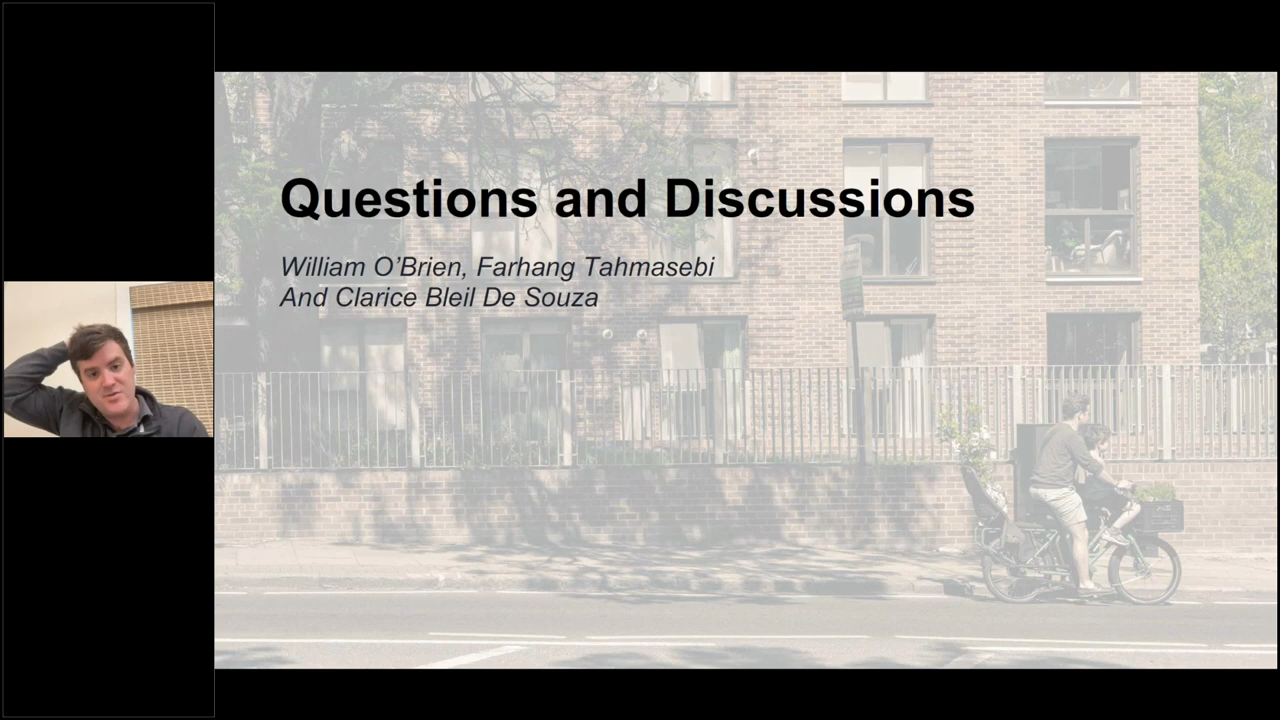 Questions and Discussions
William O’Brien, Farhang Tahmasebi
And Clarice Bleil De Souza